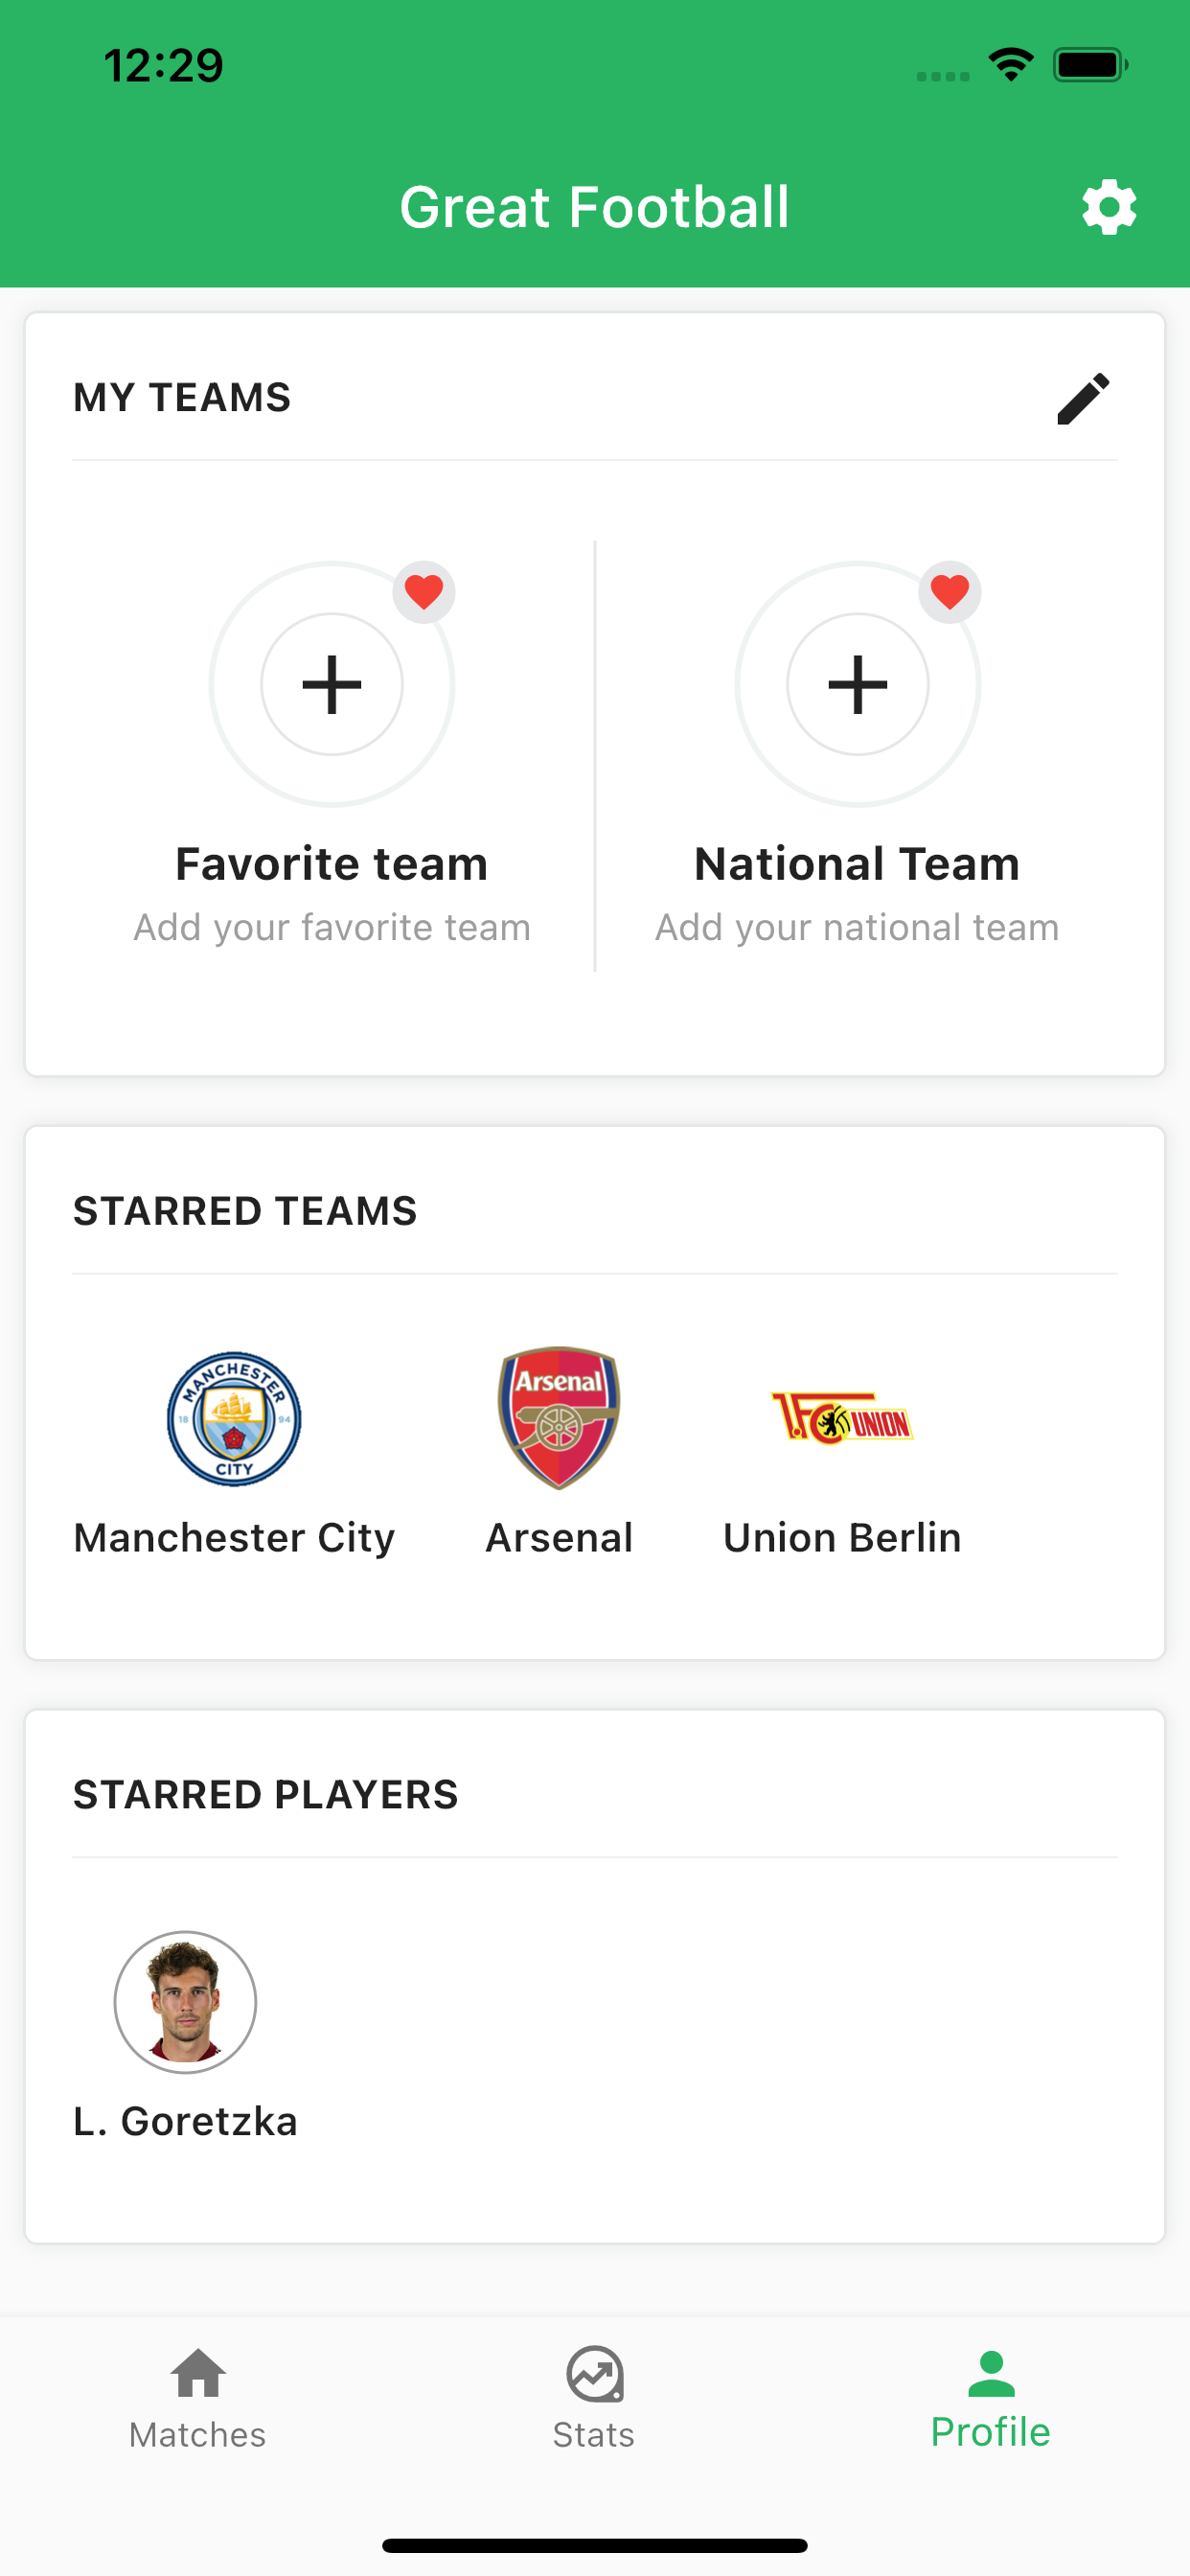 12:29
Great Football
MY TEAMS
Favorite team
National Team
Add your favorite team
Add your national team
STARRED TEAMS
MANCHESTER
18 94
CITY
Arsenal
FC UNION
Manchester City
Arsenal
Union Berlin
STARRED PLAYERS
L. Goretzka
Matches
Stats
Profile